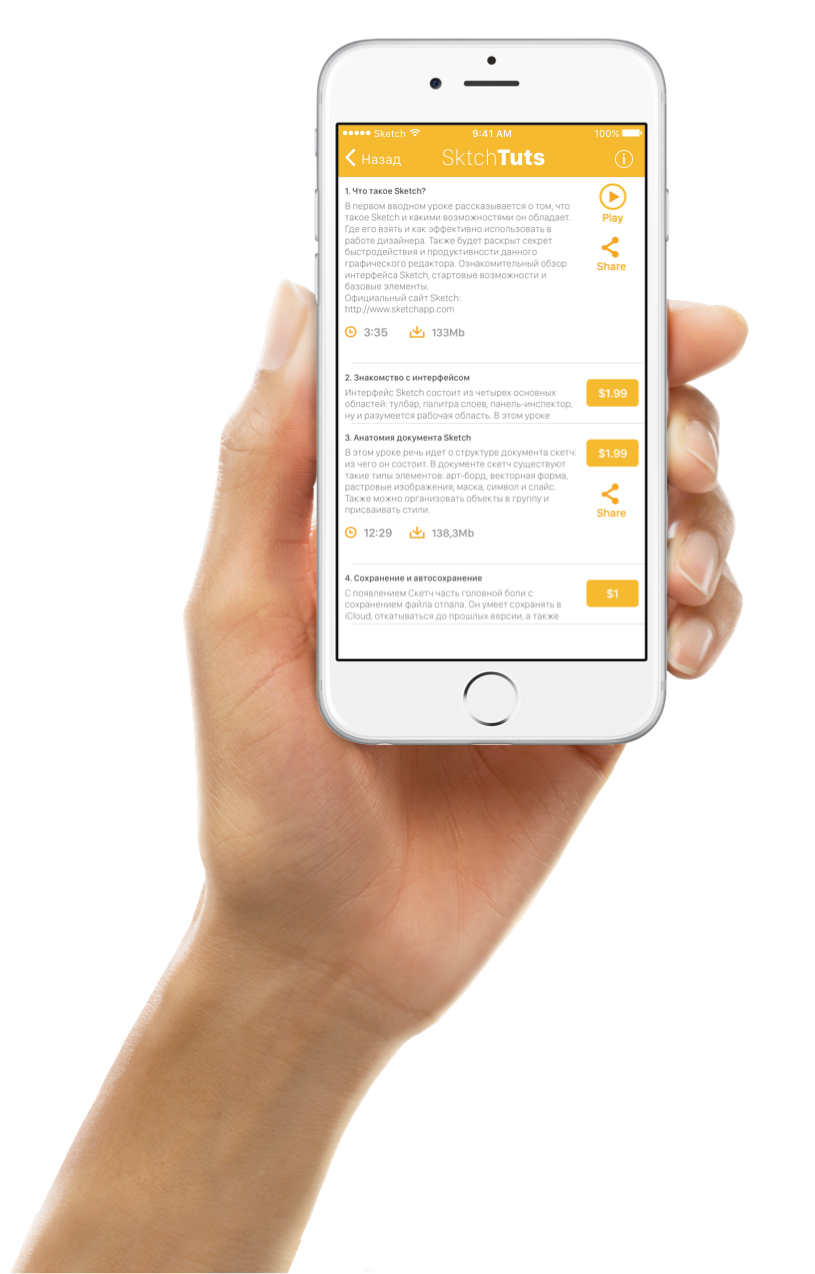 Sketch 9:41 AM 100%
Назад SktchTuts
1. Что такое Sketch?
В первом вводном уроке рассказывается о том, что
такое Sketch и какими возможностями он обладает.
Где его взять и как эффективно использовать в
работе дизайнера. Также будет раскрыт секрет
быстродействия и продуктивности данного
графического редактора. Ознакомительный обзор
интерфейса Sketch, стартовые возможности и
базовые элементы.
Официальный сайт Sketch:
http://www.sketchapp.com
3:35 133Mb
Play
Share
2. Знакомство с интерфейсом
Интерфейс Sketch состоит из четырех основных
областей: тулбар, палитра слоев, панель-инспектор,
ну и разумеется рабочая область. В этом уроке
$1.99
3. Анатомия документа Sketch
В этом уроке речь идет о структуре документа скетч:
из чего он состоит. В документе скетч существуют
такие типы элементов: арт-борд, векторная форма,
растровые изображения, маска, символ и слайс.
Также можно организовать объекты в группу и
присваивать стили.
12:29 138,3Mb
$1.99
Share
4. Сохранение и автосохранение
С появлением Скетч часть головной боли с
сохранением файла отпала. Он умеет сохранять в
iCloud, откатываться до прошлых версии, а также
$1